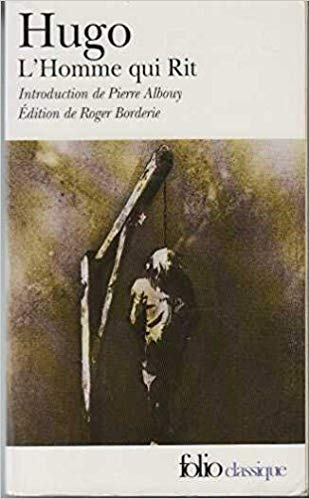 Hugo
L'Homme qui Rit
Introduction de Pierre Albouy
Édition de Roger Borderie
folio classique